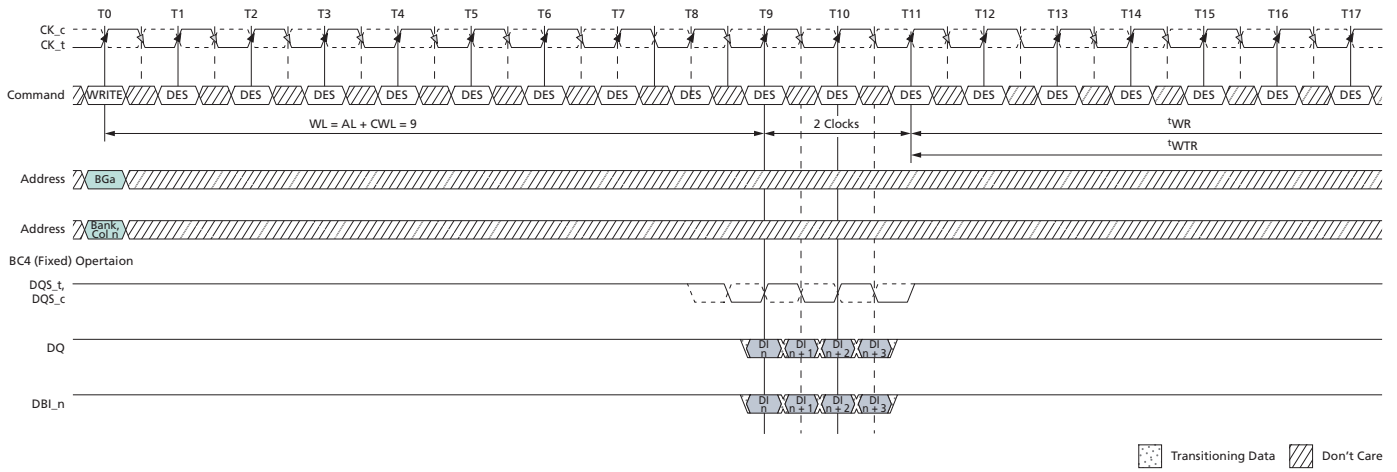 T0 T1 T2 T3 T4 T5 T6 T7 T8 T9 T10 T11 T12 T13 T14 T15 T16 T17
CK_c
CK_t
Command WRITE DES DES DES DES DES DES DES DES DES DES DES DES DES DES DES DES DES
WL = AL + CWL = 9 2 Clocks tWR
tWTR
Address BGa
Address Bank, Col n
BC4 (Fixed) Opertaion
DQS_t,
DQS_c
DQ DI n DI n + 1 DI n + 2 DI n + 3
DBI_n DI n DI n + 1 DI n + 2 DI n + 3
Transitioning Data Don't Care